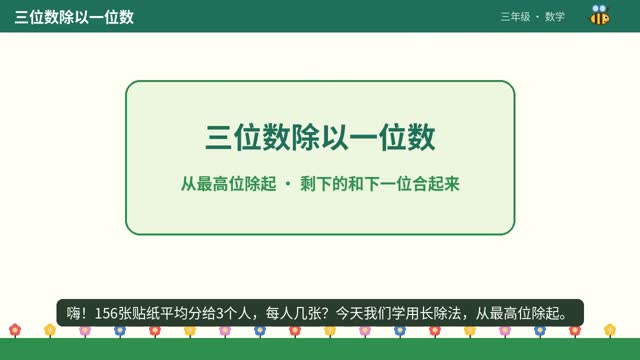 三位数除以一位数
三年级 · 数学
三位数除以一位数
从最高位除起 · 剩下的和下一位合起来
嗨！156张贴纸平均分给3个人，每人几张？今天我们学用长除法，从最高位除起。